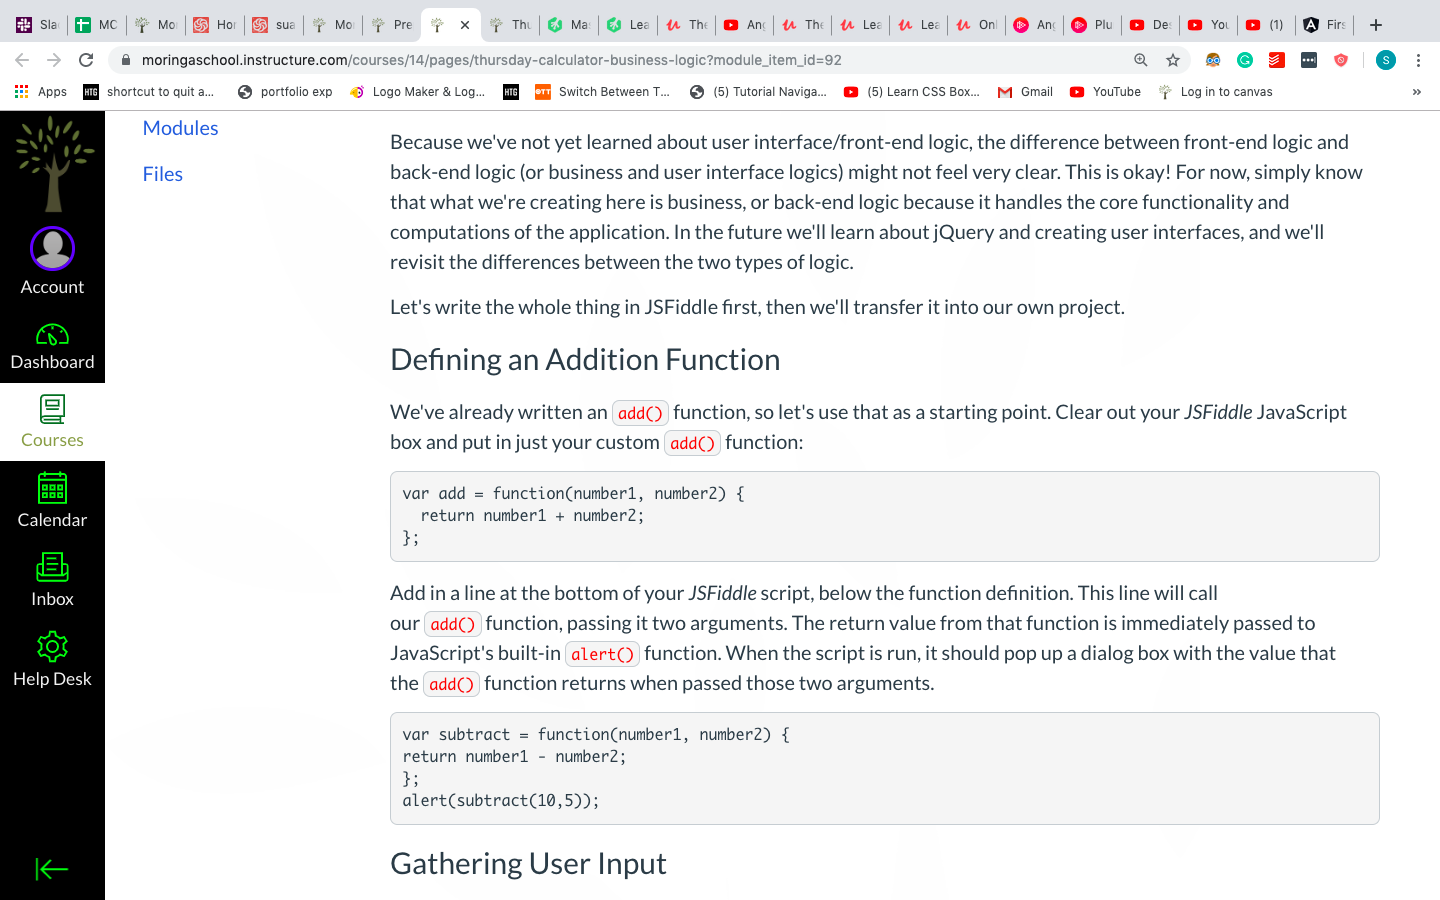 Sla
MC
Mo
Hor
sua
Mo
Pre
Thu
Ma
Lea
The
Ang
The
Lea
Lea
Onl
Ang
Plu
Des
You
(1)
Firs
moringaschool.instructure.com/courses/14/pages/thursday-calculator-business-logic?module_item_id=92
S
Apps
HTG shortcut to quit a...
portfolio exp
Logo Maker & Log...
HTG
OTT Switch Between T...
(5) Tutorial Naviga...
(5) Learn CSS Box...
Gmail
YouTube
Log in to canvas
»
Account
Dashboard
Courses
Calendar
Inbox
Help Desk
Modules
Files
Because we've not yet learned about user interface/front-end logic, the difference between front-end logic and
back-end logic (or business and user interface logics) might not feel very clear. This is okay! For now, simply know
that what we're creating here is business, or back-end logic because it handles the core functionality and
computations of the application. In the future we'll learn about jQuery and creating user interfaces, and we'll
revisit the differences between the two types of logic.
Let's write the whole thing in JSFiddle first, then we'll transfer it into our own project.
Defining an Addition Function
We've already written an add() function, so let's use that as a starting point. Clear out your JSFiddle JavaScript
box and put in just your custom add() function:
var add = function(number1, number2) {
return number1 + number2;
};
Add in a line at the bottom of your JSFiddle script, below the function definition. This line will call
our add() function, passing it two arguments. The return value from that function is immediately passed to
JavaScript's built-in alert() function. When the script is run, it should pop up a dialog box with the value that
the add() function returns when passed those two arguments.
var subtract = function(number1, number2) {
return number1 - number2;
};
alert(subtract(10,5));
Gathering User Input